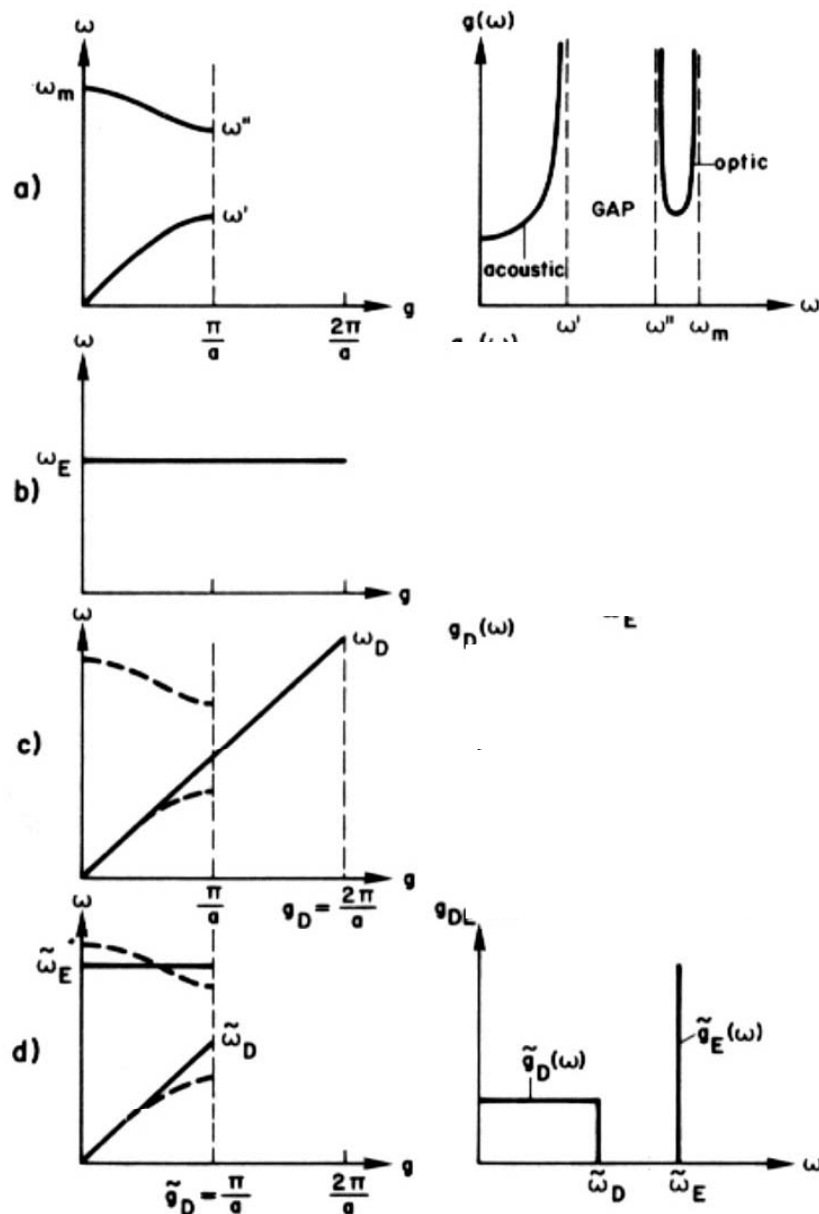 a)
ω
ω_m
ω"
ω'
g
π/a
2π/a
g(ω)
optic
GAP
acoustic
ω'
ω"
ω_m
ω
b)
ω
ω_E
g
c)
ω
ω_D
g
π/a
g_D = 2π/a
g_D(ω)
E
d)
ω
ω̃_E
ω̃_D
g
g̃_D = π/a
2π/a
g_DE
g̃_D(ω)
g̃_E(ω)
ω̃_D
ω̃_E
ω